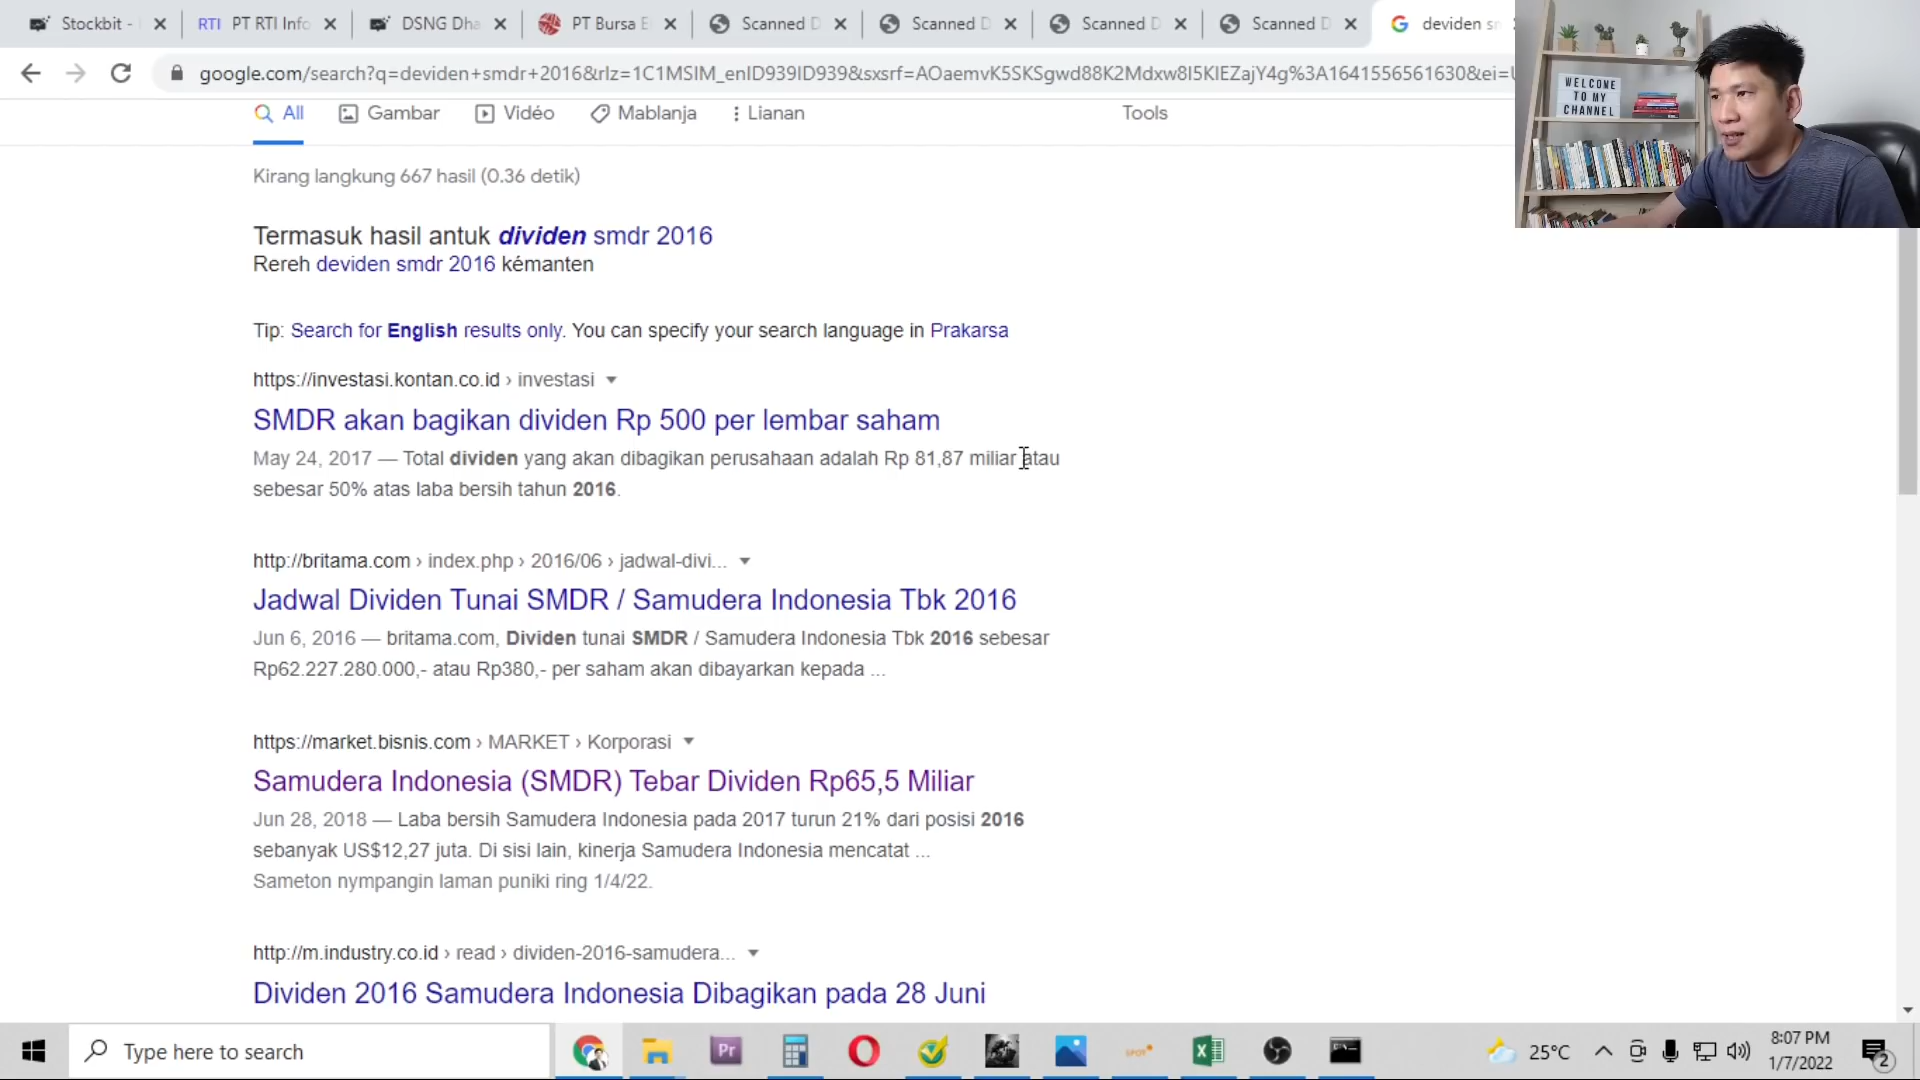 Stockbit -
RTI PT RTI Info
DSNG Dha
PT Bursa E
Scanned D
Scanned D
Scanned D
Scanned D
deviden sm
google.com/search?q=deviden+smdr+2016&rlz=1C1MSIM_enID939ID939&sxsrf=AOaemvK5SKSgwd88K2Mdxw8I5KIEZajY4g%3A1641556561630&ei=
WELCOME
TO MY
CHANNEL
All
Gambar
Vidéo
Mablanja
Lianan
Tools
Kirang langkung 667 hasil (0.36 detik)
Termasuk hasil antuk dividen smdr 2016
Rereh deviden smdr 2016 kémanten
Tip: Search for English results only. You can specify your search language in Prakarsa
https://investasi.kontan.co.id › investasi
SMDR akan bagikan dividen Rp 500 per lembar saham
May 24, 2017 — Total dividen yang akan dibagikan perusahaan adalah Rp 81,87 miliar atau
sebesar 50% atas laba bersih tahun 2016.
http://britama.com › index.php › 2016/06 › jadwal-divi...
Jadwal Dividen Tunai SMDR / Samudera Indonesia Tbk 2016
Jun 6, 2016 — britama.com, Dividen tunai SMDR / Samudera Indonesia Tbk 2016 sebesar
Rp62.227.280.000,- atau Rp380,- per saham akan dibayarkan kepada ...
https://market.bisnis.com › MARKET › Korporasi
Samudera Indonesia (SMDR) Tebar Dividen Rp65,5 Miliar
Jun 28, 2018 — Laba bersih Samudera Indonesia pada 2017 turun 21% dari posisi 2016
sebanyak US$12,27 juta. Di sisi lain, kinerja Samudera Indonesia mencatat ...
Sameton nympangin laman puniki ring 1/4/22.
http://m.industry.co.id › read › dividen-2016-samudera...
Dividen 2016 Samudera Indonesia Dibagikan pada 28 Juni
Type here to search
Pr
25°C
8:07 PM
1/7/2022
2